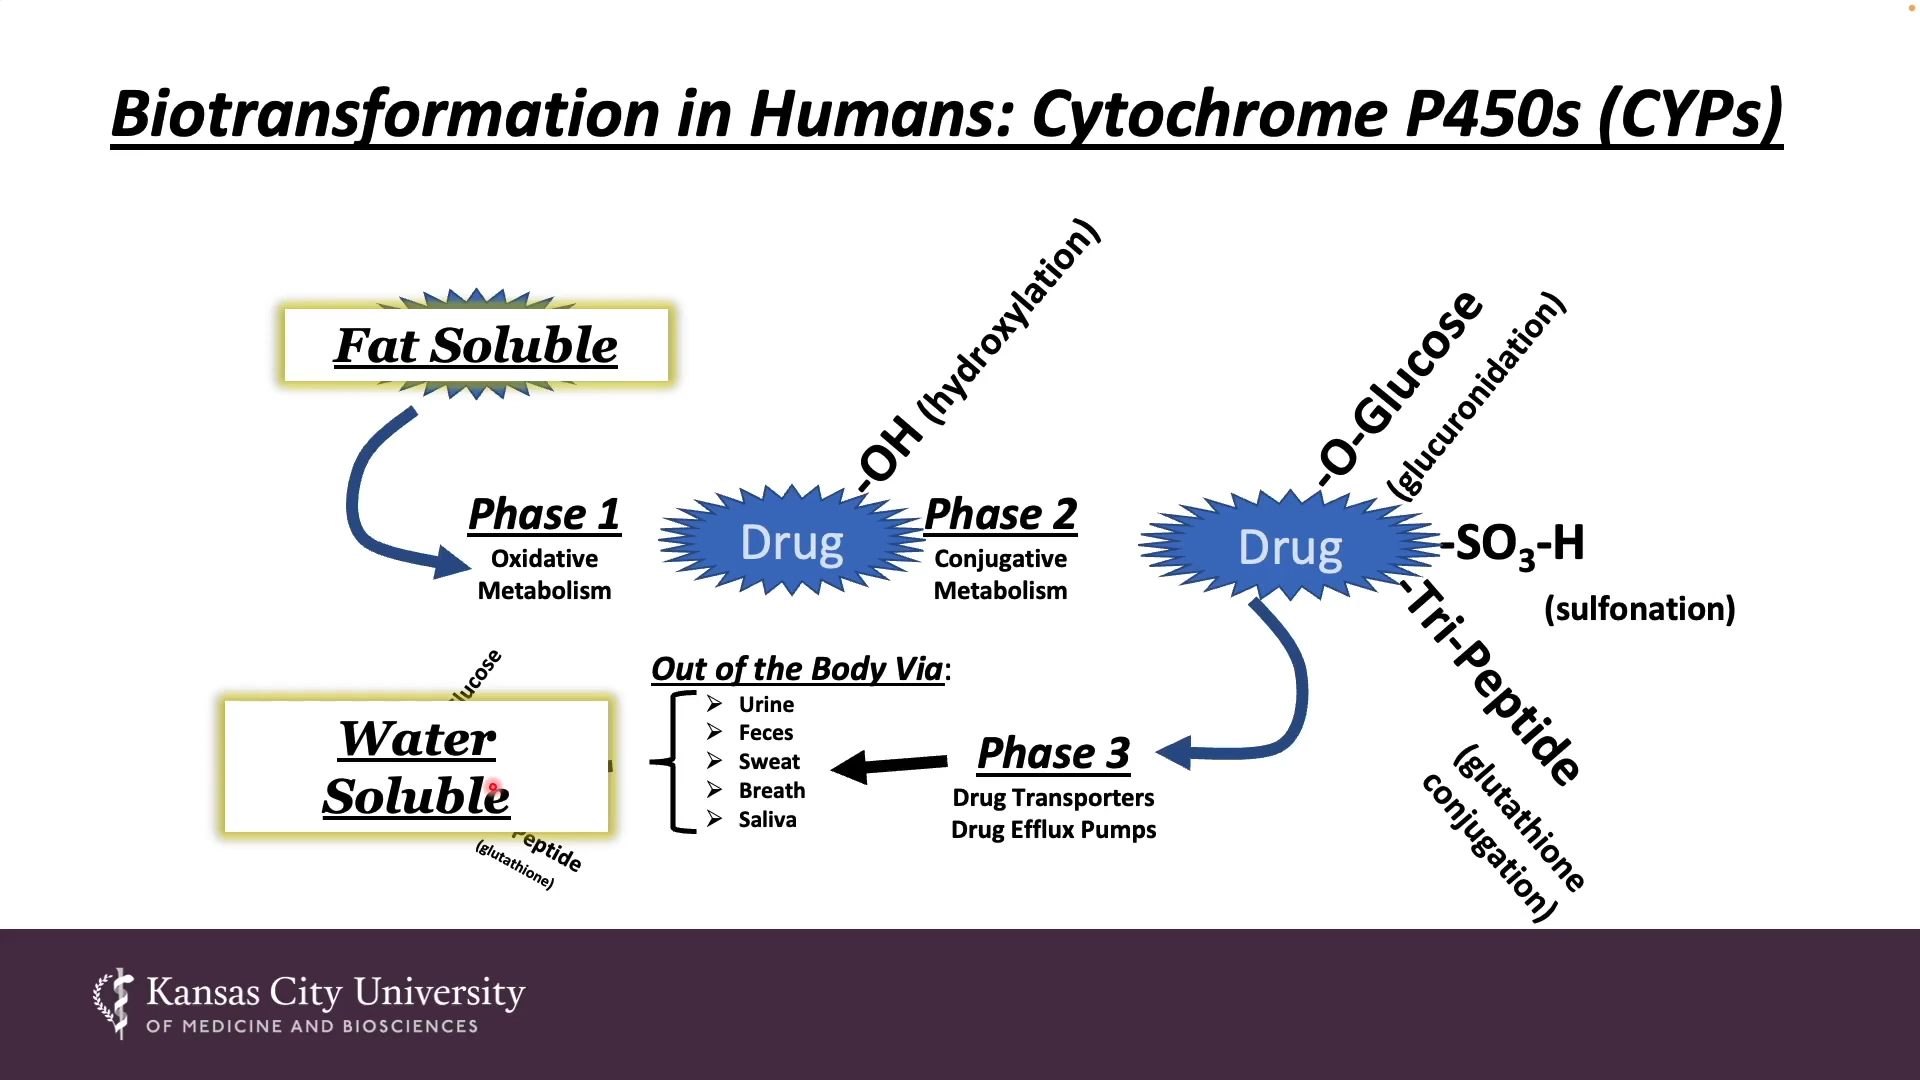 Biotransformation in Humans: Cytochrome P450s (CYPs)
Fat Soluble
-OH (hydroxylation)
-O-Glucose
(glucuronidation)
Phase 1
Oxidative
Metabolism
Drug
Phase 2
Conjugative
Metabolism
Drug
-SO₃-H
(sulfonation)
-Tri-Peptide
(glutathione
conjugation)
Phase 3
Drug Transporters
Drug Efflux Pumps
Out of the Body Via:
Urine
Feces
Sweat
Breath
Saliva
Water
Soluble
Peptide
(glutathione)
Kansas City University
OF MEDICINE AND BIOSCIENCES